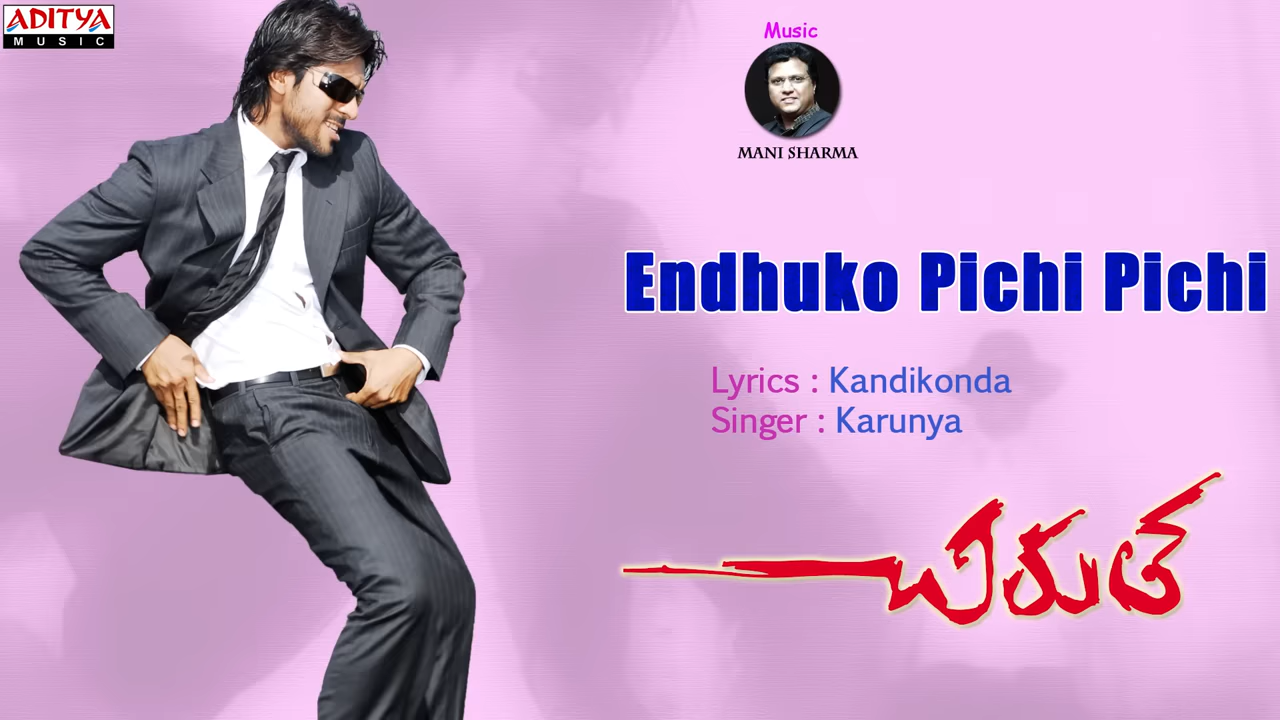 ADITYA
MUSIC
Music
MANI SHARMA
Endhuko Pichi Pichi
Lyrics : Kandikonda
Singer : Karunya
చిరుత